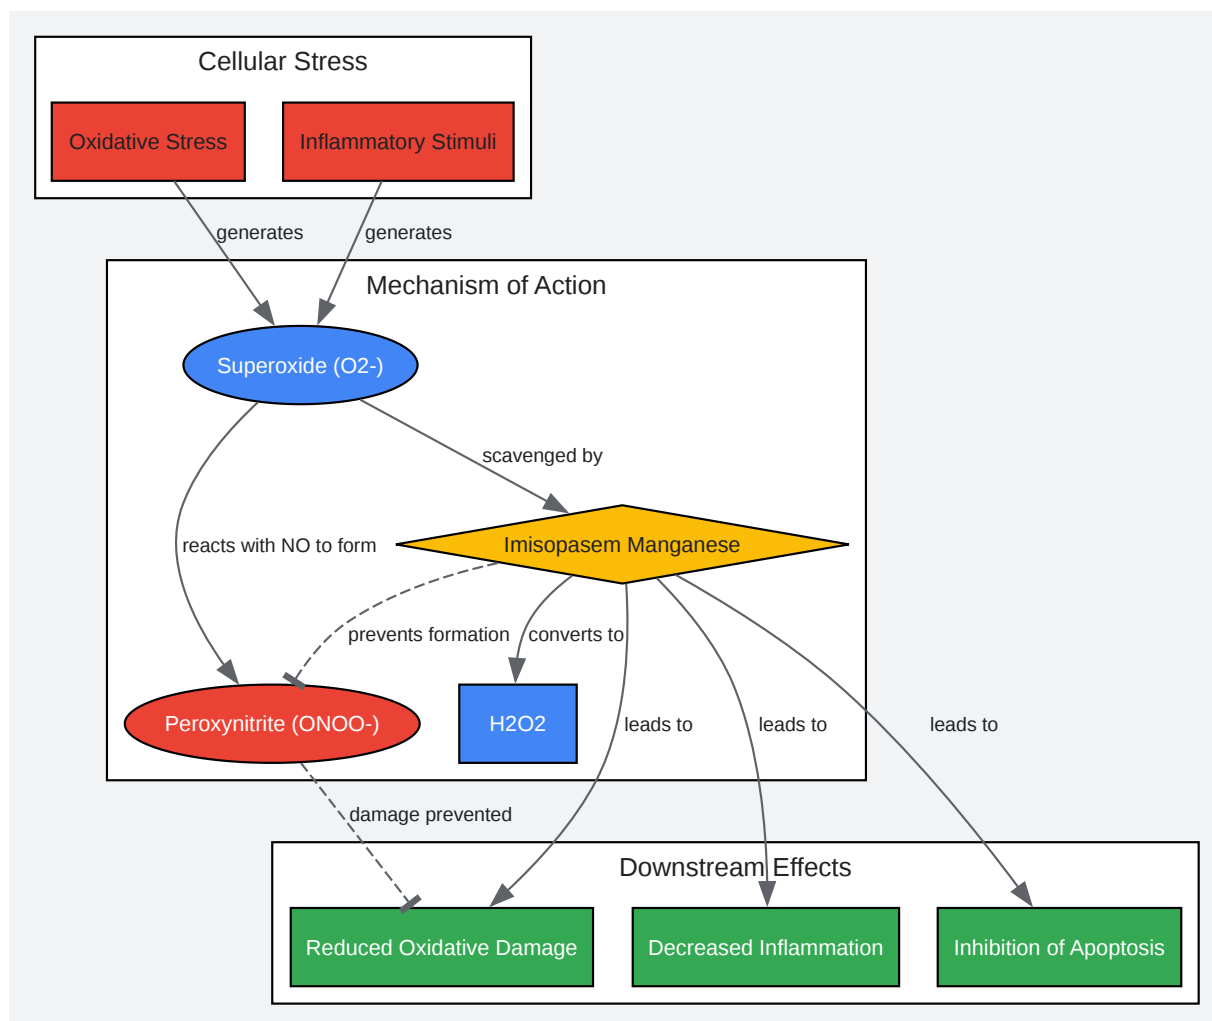 Cellular Stress
Oxidative Stress
Inflammatory Stimuli
generates
generates
Mechanism of Action
Superoxide (O2-)
scavenged by
reacts with NO to form
Imisopasem Manganese
prevents formation
converts to
Peroxynitrite (ONOO-)
H2O2
leads to
leads to
leads to
damage prevented
Downstream Effects
Reduced Oxidative Damage
Decreased Inflammation
Inhibition of Apoptosis